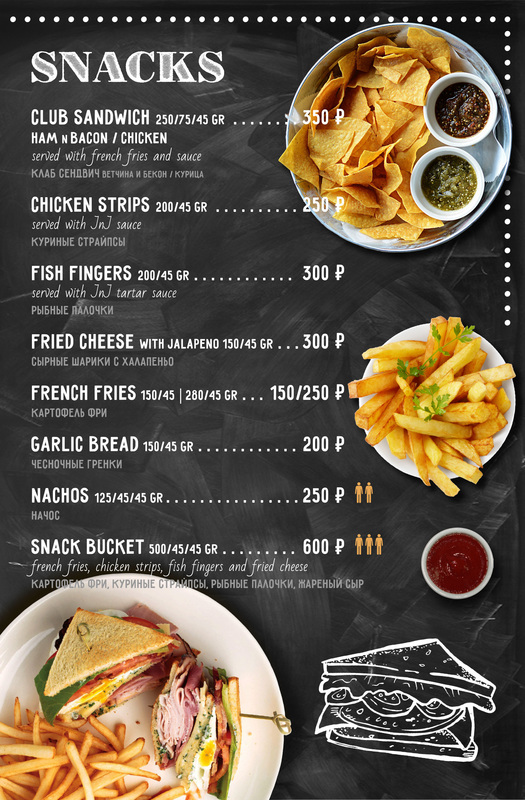 SNACKS
CLUB SANDWICH 250/75/45 GR ...... 350 ₽
HAM и BACON / CHICKEN
served with french fries and sauce
КЛАБ СЕНДВИЧ ВЕТЧИНА И БЕКОН / КУРИЦА
CHICKEN STRIPS 200/45 GR ......... 250 ₽
served with JnJ sauce
КУРИНЫЕ СТРАЙПСЫ
FISH FINGERS 200/45 GR ............ 300 ₽
served with JnJ tartar sauce
РЫБНЫЕ ПАЛОЧКИ
FRIED CHEESE WITH JALAPENO 150/45 GR ... 300 ₽
СЫРНЫЕ ШАРИКИ С ХАЛАПЕНЬО
FRENCH FRIES 150/45 | 280/45 GR ... 150/250 ₽
КАРТОФЕЛЬ ФРИ
GARLIC BREAD 150/45 GR ............ 200 ₽
ЧЕСНОЧНЫЕ ГРЕНКИ
NACHOS 125/45/45 GR ................ 250 ₽
НАЧОС
SNACK BUCKET 500/45/45 GR ......... 600 ₽
french fries, chicken strips, fish fingers and fried cheese
КАРТОФЕЛЬ ФРИ, КУРИНЫЕ СТРАЙПСЫ, РЫБНЫЕ ПАЛОЧКИ, ЖАРЕНЫЙ СЫР